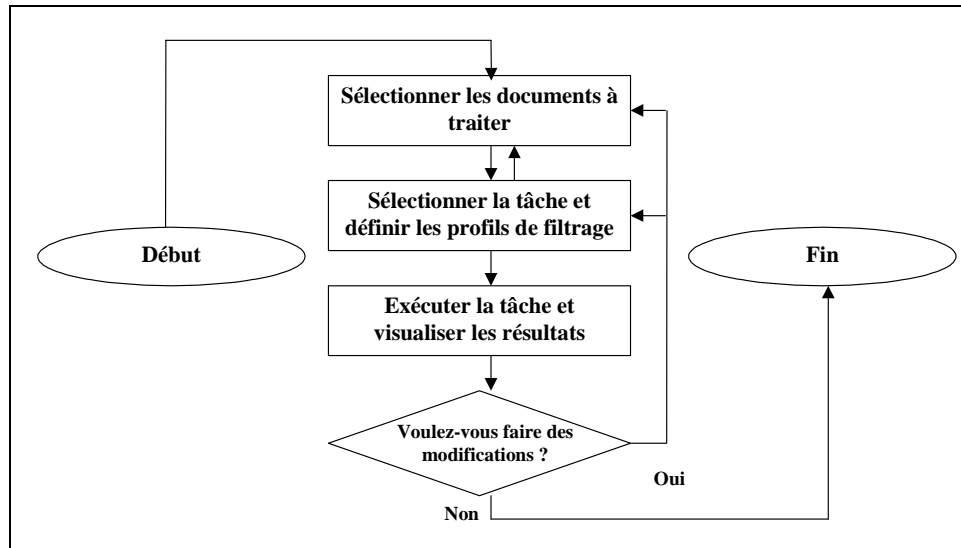 Sélectionner les documents à
traiter
Sélectionner la tâche et
définir les profils de filtrage
Début
Fin
Exécuter la tâche et
visualiser les résultats
Voulez-vous faire des
modifications ?
Oui
Non